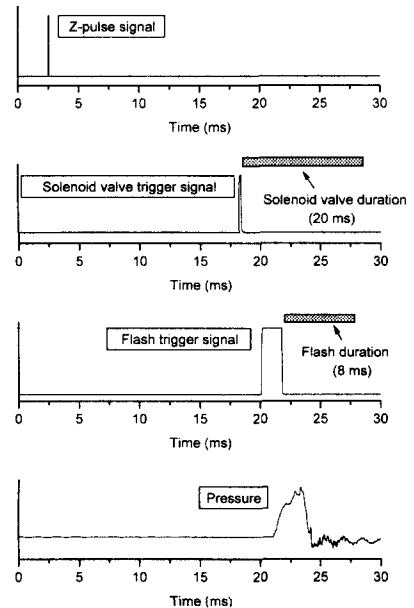 Z-pulse signal
0 5 10 15 20 25 30
Time (ms)
Solenoid valve trigger signal
Solenoid valve duration
(20 ms)
0 5 10 15 20 25 30
Time (ms)
Flash trigger signal
Flash duration
(8 ms)
0 5 10 15 20 25 30
Time (ms)
Pressure
0 5 10 15 20 25 30
Time (ms)